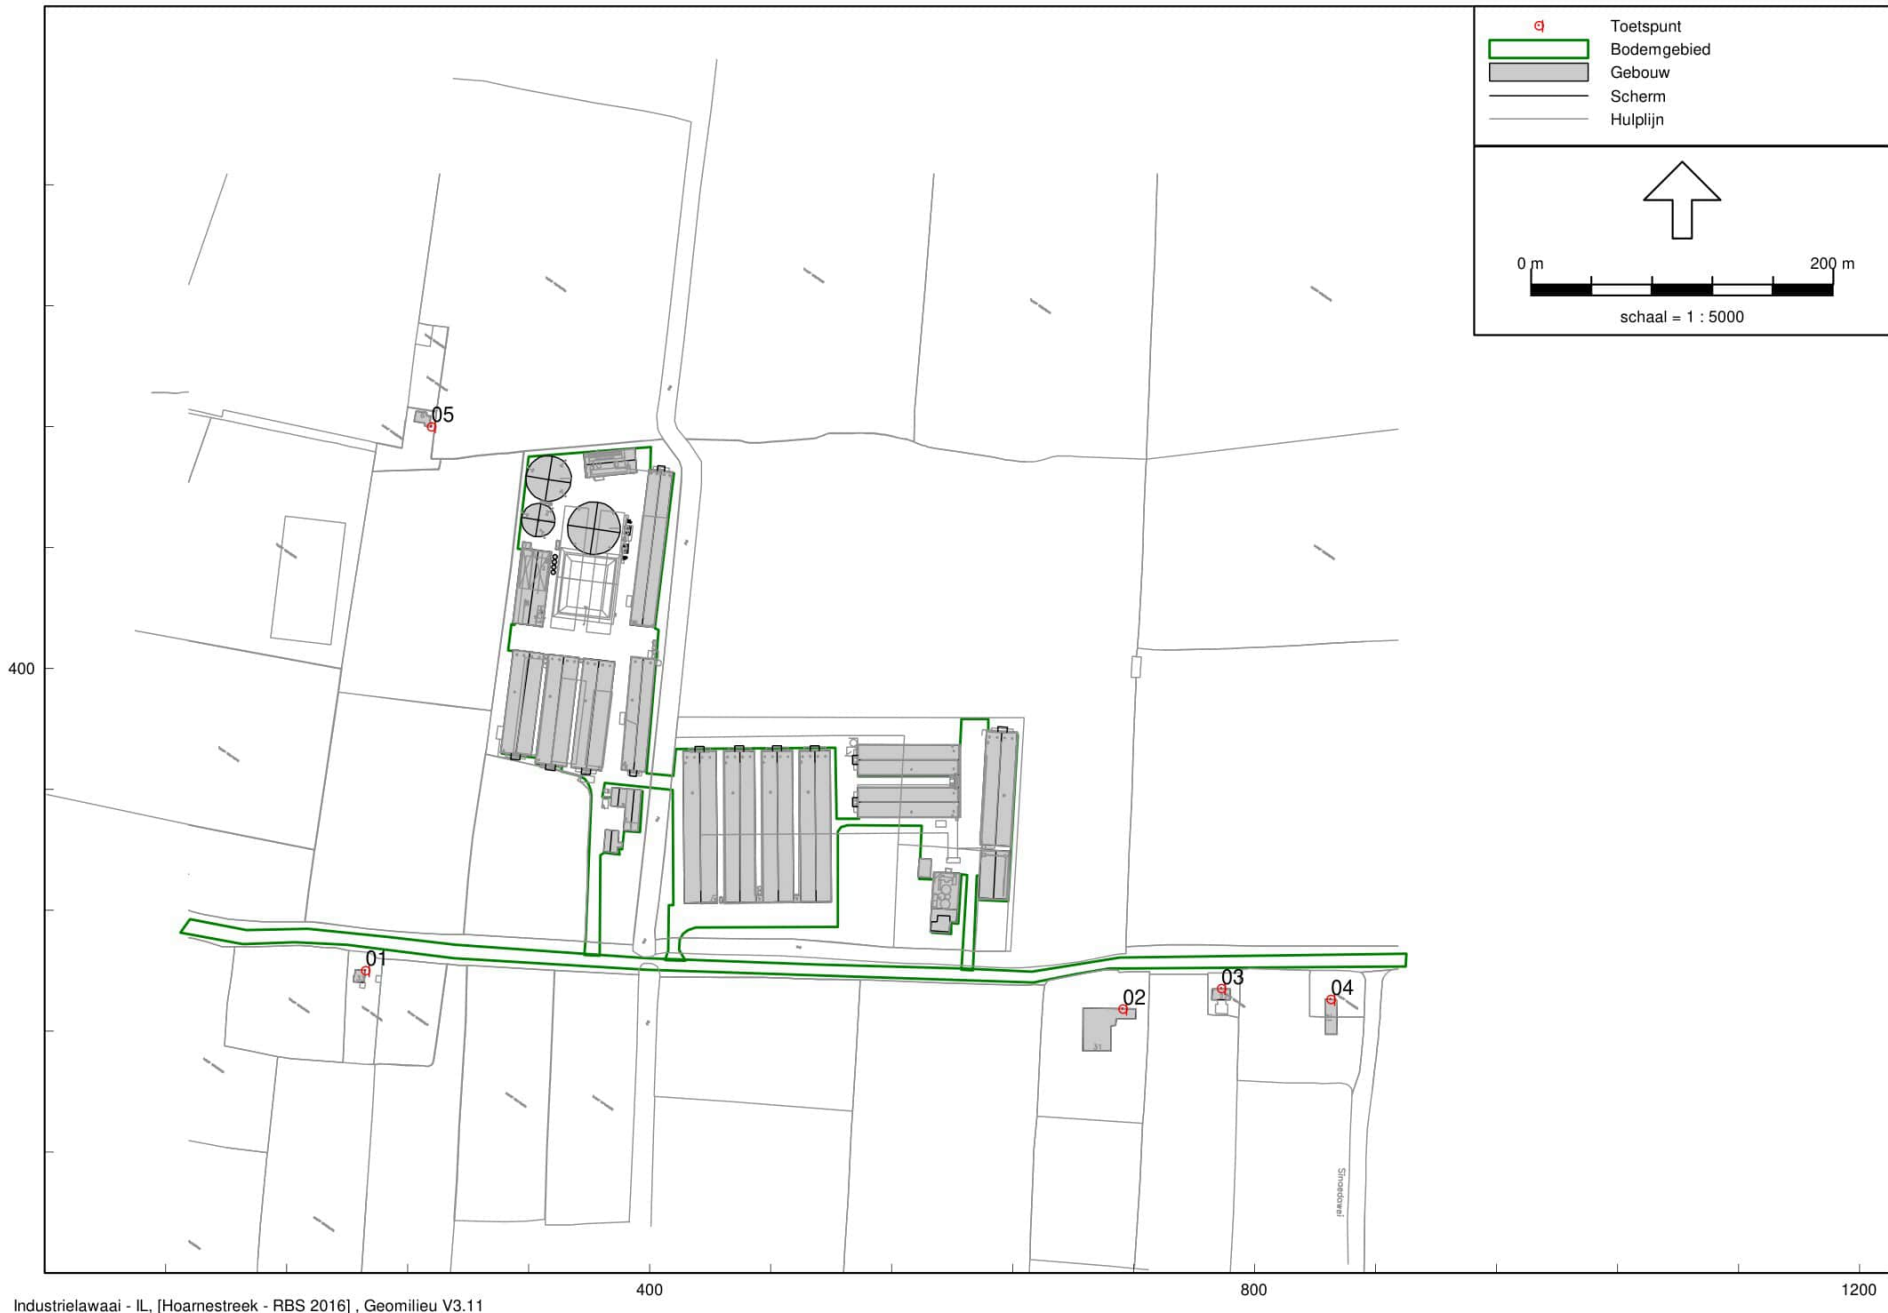 Toetspunt
Bodemgebied
Gebouw
Scherm
Hulplijn
0 m 200 m
schaal = 1 : 5000
05
400
01
02
03
04
31
Sinaedawei
400 800 1200
Industrielawaai - IL, [Hoarnestreek - RBS 2016] , Geomilieu V3.11